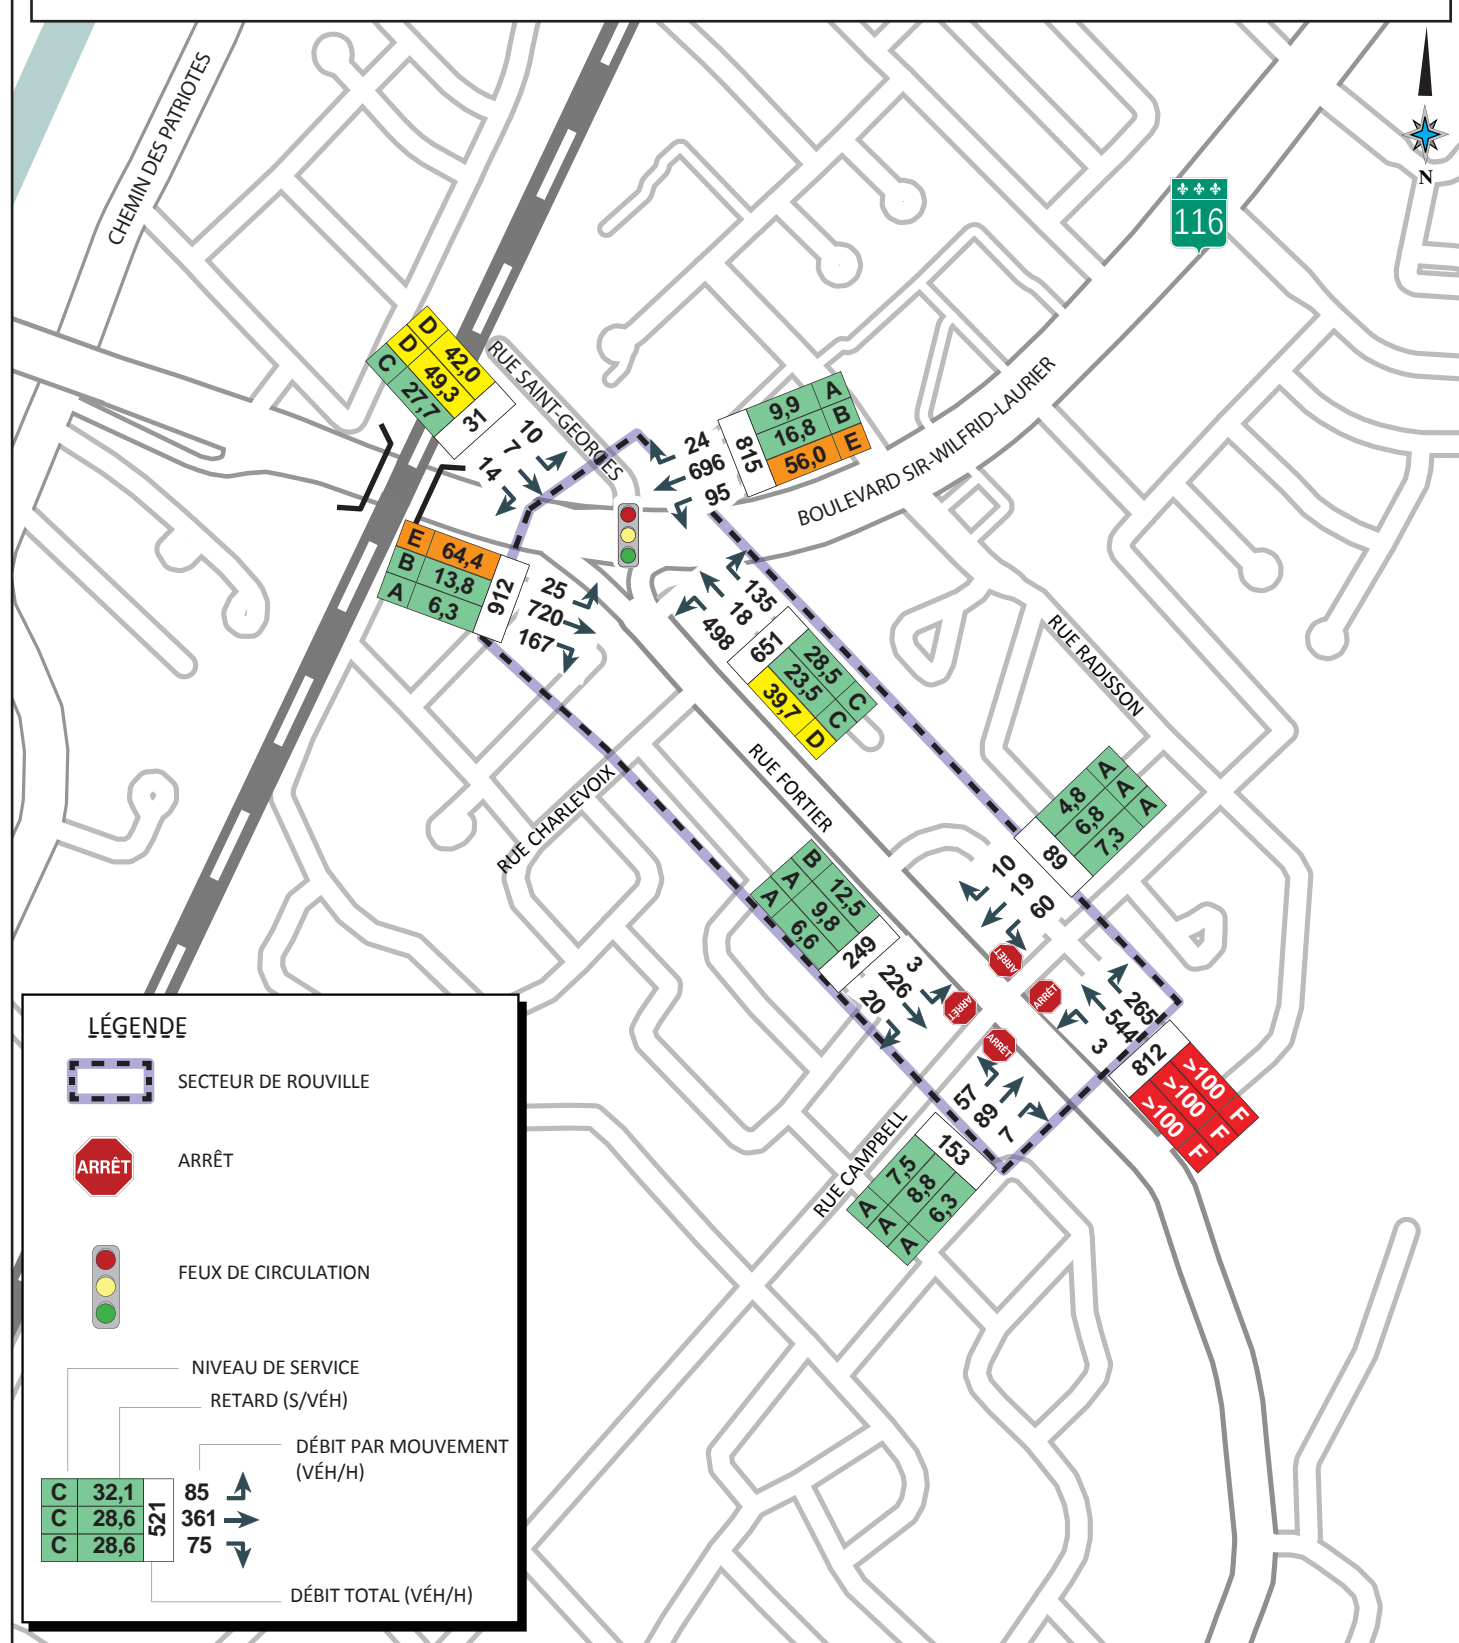 CHEMIN DES PATRIOTES
116
N
RUE SAINT-GEORGES
BOULEVARD SIR-WILFRID-LAURIER
D 42,0
D 49,3
C 27,7
31
10
7
14
24
696
95
815
9,9 A
16,8 B
56,0 E
E 64,4
B 13,8
A 6,3
912
25
720
167
135
18
498
651
28,5 C
23,5 C
39,7 D
RUE RADISSON
RUE FORTIER
RUE CHARLEVOIX
4,8 A
6,8 A
7,3 A
89
10
19
60
B 12,5
A 9,8
A 6,6
249
3
226
20
ARRÊT
ARRÊT
ARRÊT
ARRÊT
265
544
3
812
>100 F
>100 F
>100 F
57
89
7
153
A 7,5
A 8,8
A 6,3
RUE CAMPBELL
LÉGENDE
SECTEUR DE ROUVILLE
ARRÊT
ARRÊT
FEUX DE CIRCULATION
NIVEAU DE SERVICE
RETARD (S/VÉH)
DÉBIT PAR MOUVEMENT
(VÉH/H)
C 32,1
C 28,6
C 28,6
521
85
361
75
DÉBIT TOTAL (VÉH/H)